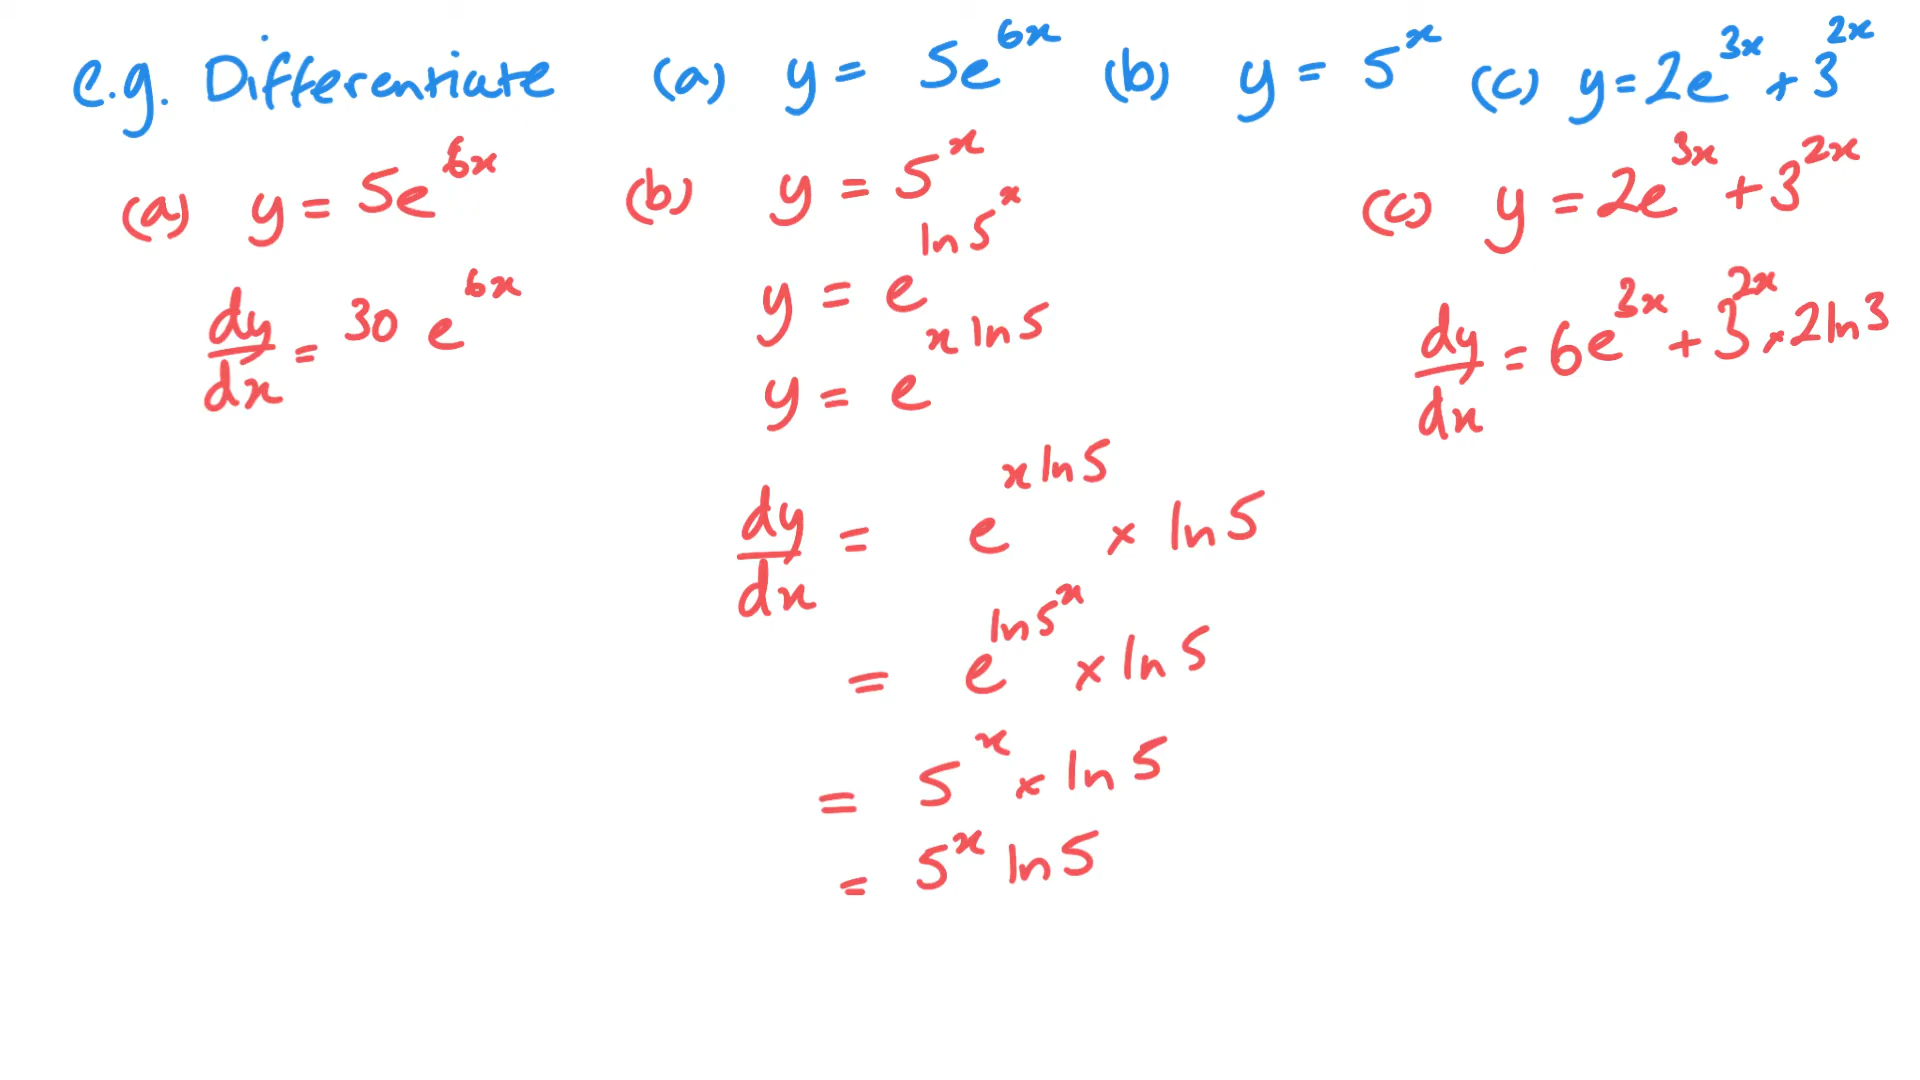 e.g. Differentiate (a) y = 5e^{6x} (b) y = 5^x (c) y = 2e^{3x} + 3^{2x}
(a) y = 5e^{6x}
dy/dx = 30 e^{6x}
(b) y = 5^x
y = e^{ln 5^x}
y = e^{x ln 5}
dy/dx = e^{x ln 5} × ln 5
= e^{ln 5^x} × ln 5
= 5^x × ln 5
= 5^x ln 5
(c) y = 2e^{3x} + 3^{2x}
dy/dx = 6e^{3x} + 3^{2x} × 2 ln 3